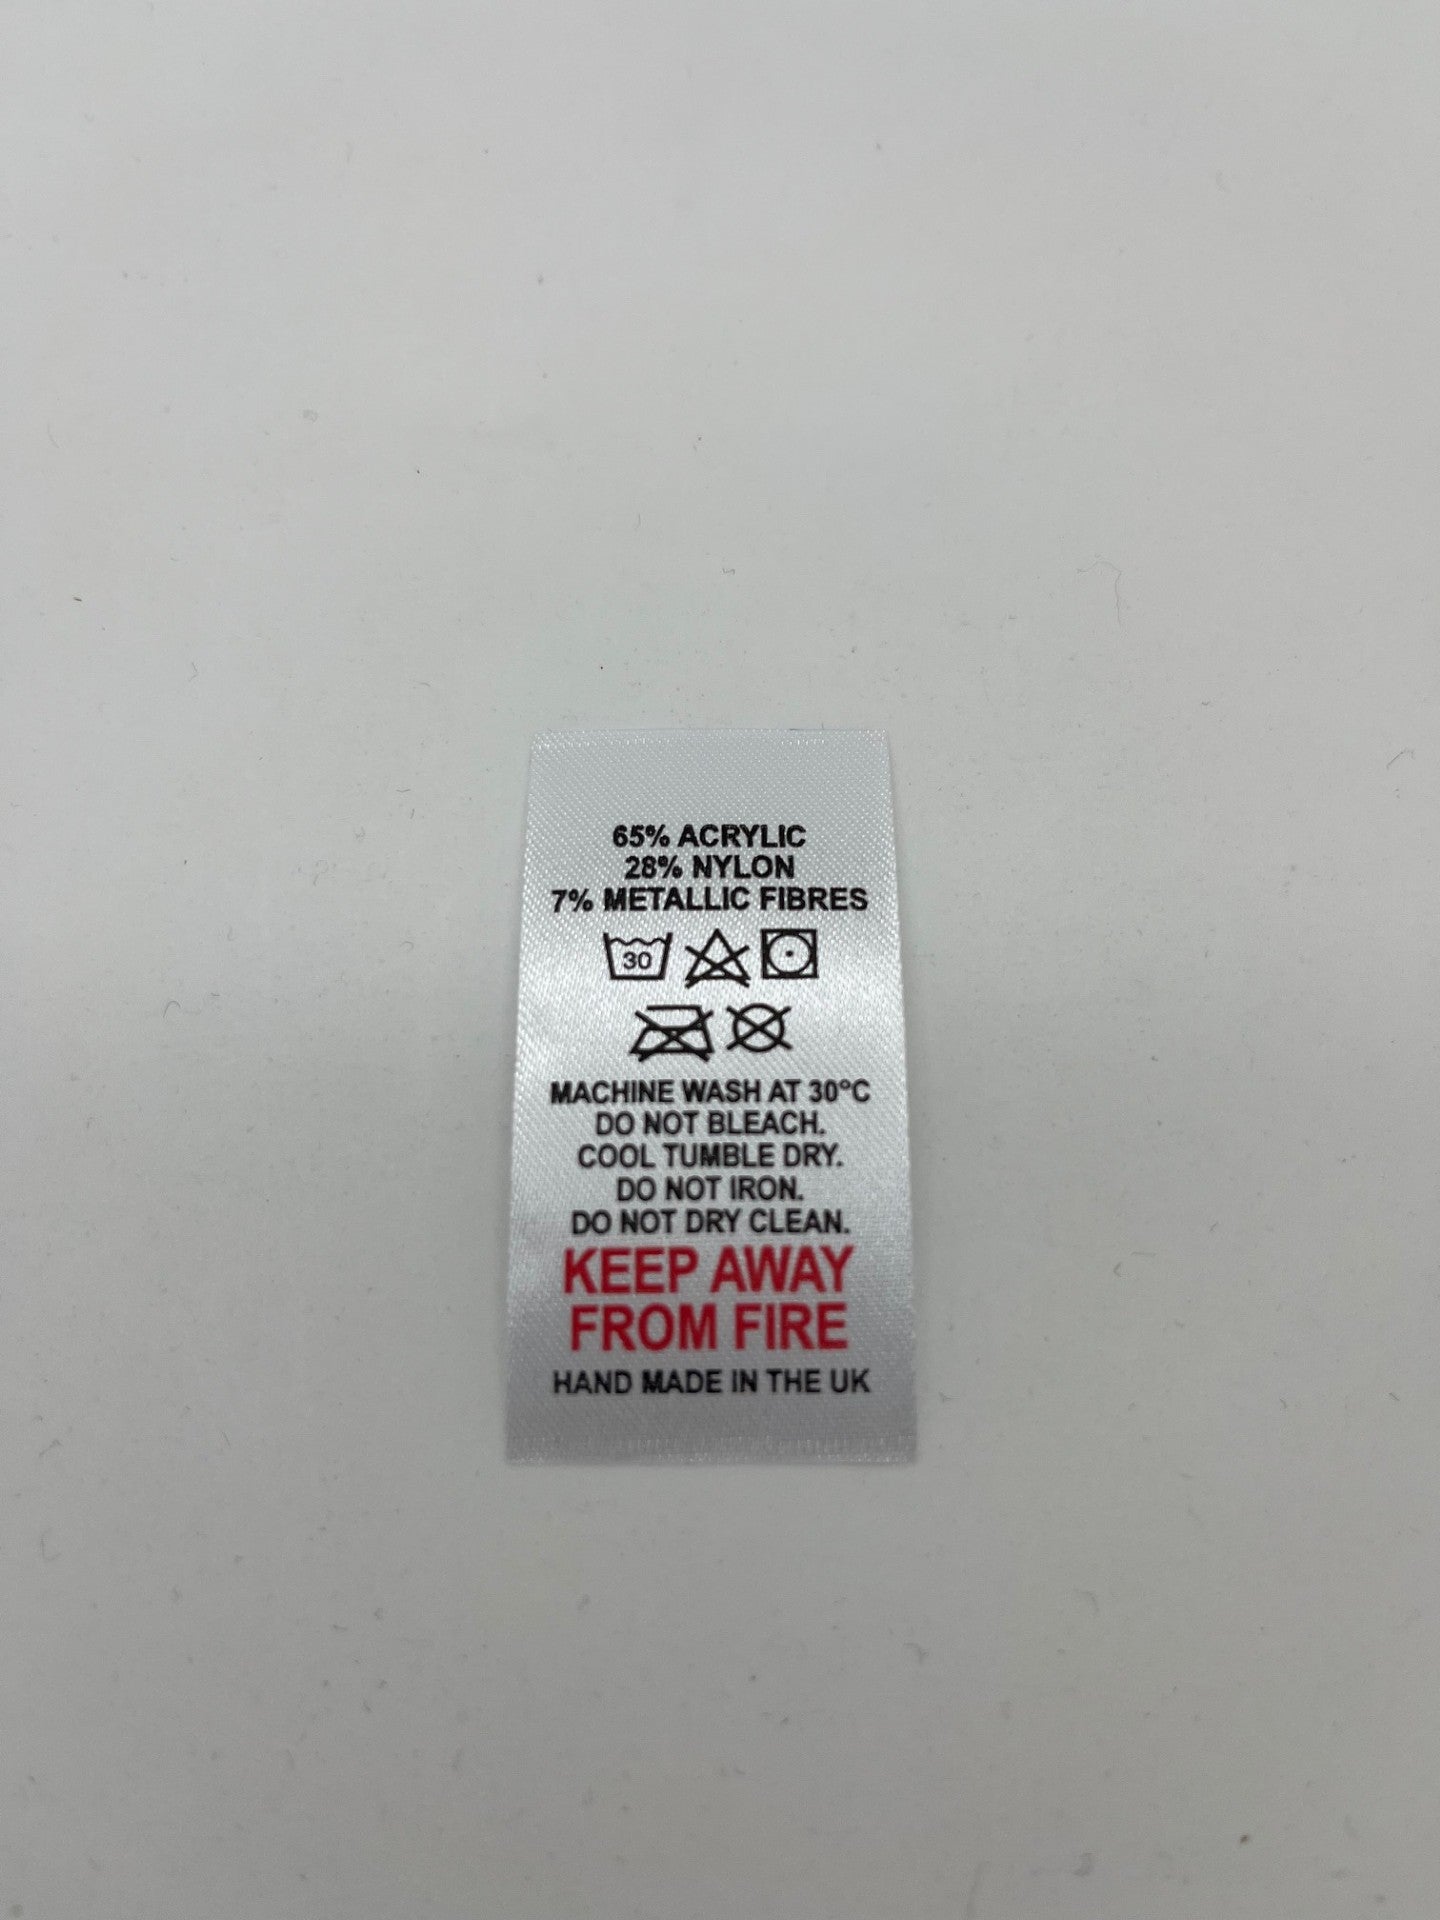 65% ACRYLIC
28% NYLON
7% METALLIC FIBRES
30
MACHINE WASH AT 30°C
DO NOT BLEACH.
COOL TUMBLE DRY.
DO NOT IRON.
DO NOT DRY CLEAN.
KEEP AWAY
FROM FIRE
HAND MADE IN THE UK